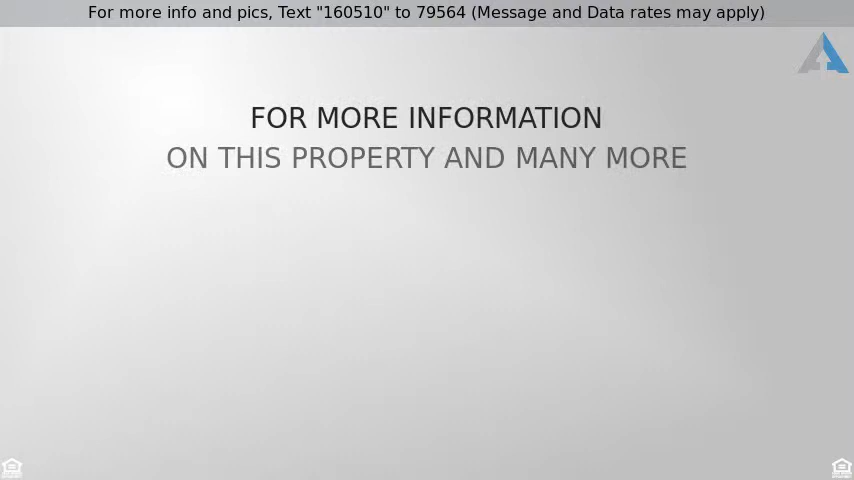 For more info and pics, Text "160510" to 79564 (Message and Data rates may apply)
FOR MORE INFORMATION
ON THIS PROPERTY AND MANY MORE